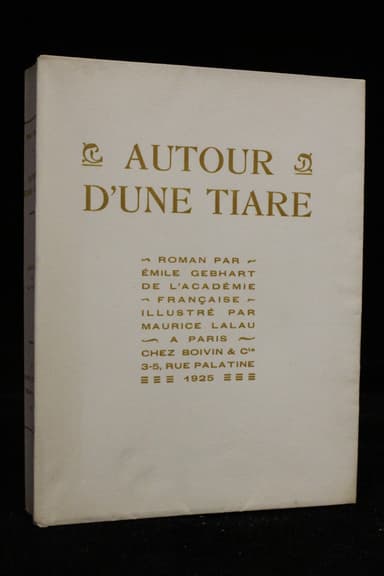 AUTOUR
D'UNE TIARE
ROMAN PAR
ÉMILE GEBHART
DE L'ACADÉMIE
FRANÇAISE
ILLUSTRÉ PAR
MAURICE LALAU
A PARIS
CHEZ BOIVIN & Cie
3-5, RUE PALATINE
1925